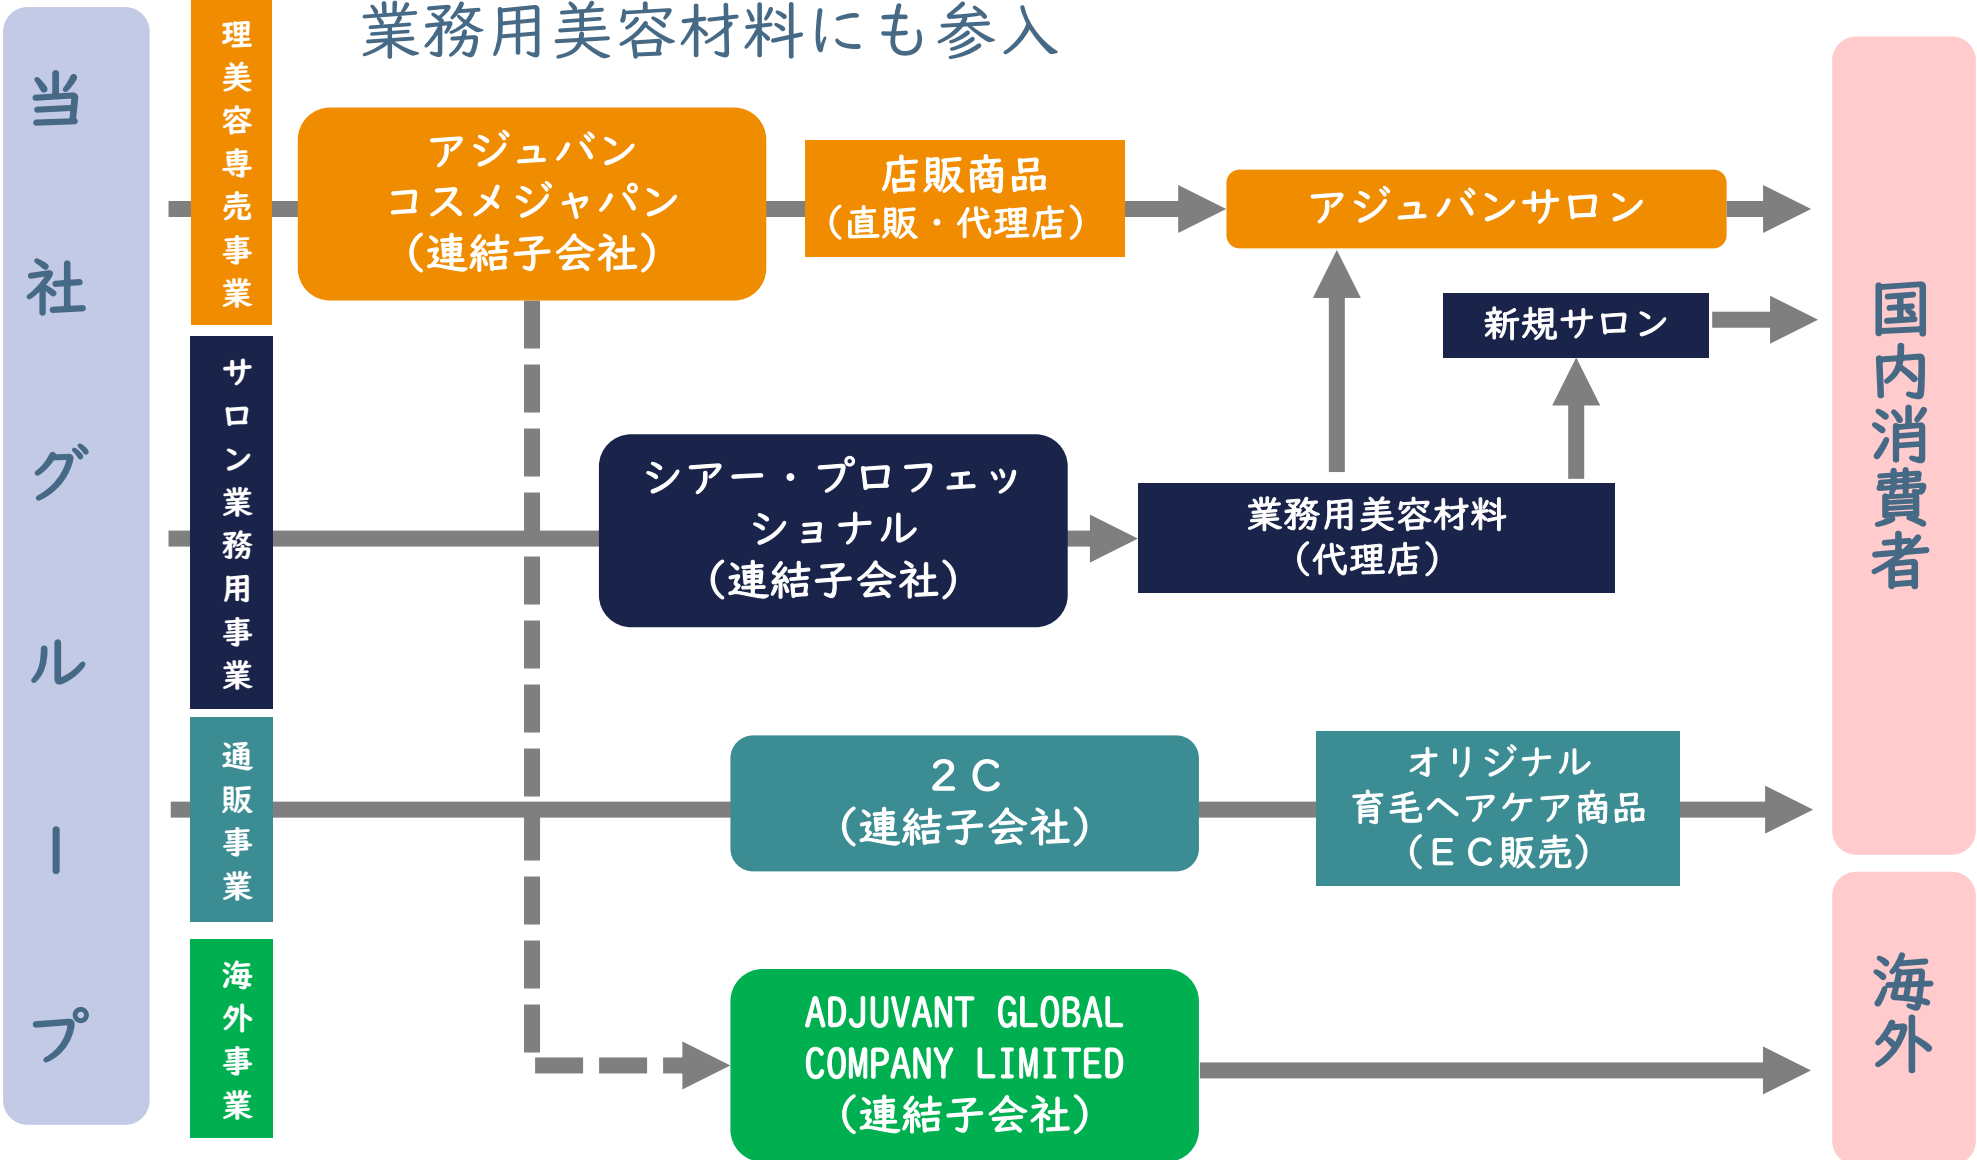 業務用美容材料にも参入
当社グループ
理美容専売事業
アジュバン
コスメジャパン
（連結子会社）
店販商品
（直販・代理店）
アジュバンサロン
新規サロン
サロン業務用事業
シアー・プロフェッ
ショナル
（連結子会社）
業務用美容材料
（代理店）
通販事業
２Ｃ
（連結子会社）
オリジナル
育毛ヘアケア商品
（ＥＣ販売）
海外事業
ADJUVANT GLOBAL
COMPANY LIMITED
（連結子会社）
国内消費者
海外